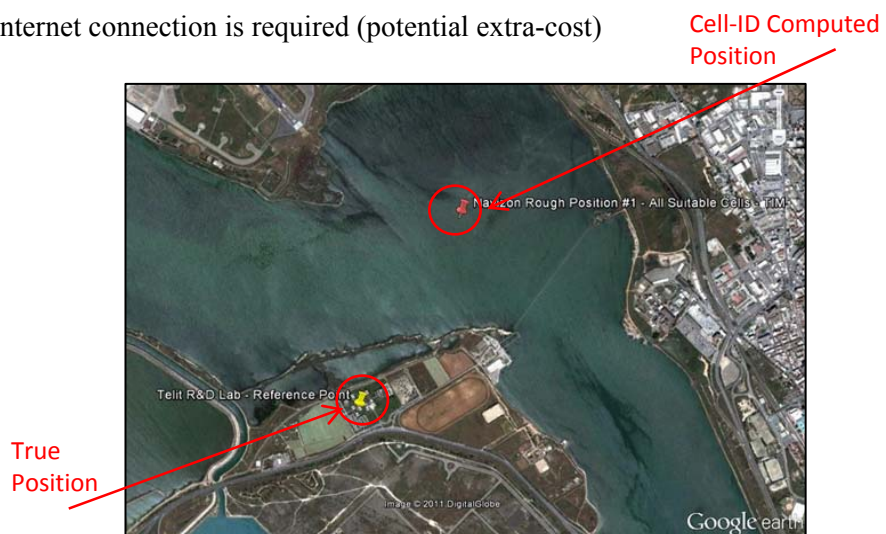 nternet connection is required (potential extra-cost)
Cell-ID Computed
Position
Navizon Rough Position #1 - All Suitable Cells - TIM
Telit R&D Lab - Reference Point
True
Position
Image © 2011 DigitalGlobe
Google earth